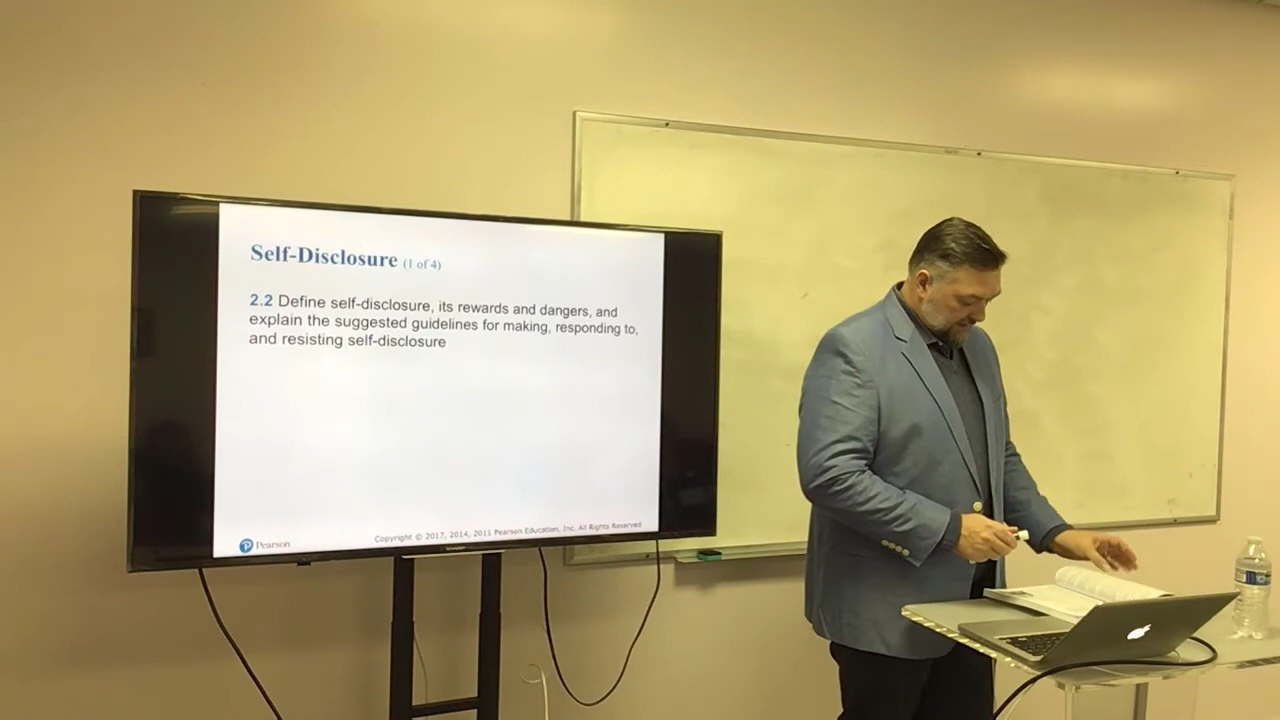 Self-Disclosure (1 of 4)
2.2 Define self-disclosure, its rewards and dangers, and
explain the suggested guidelines for making, responding to,
and resisting self-disclosure
Pearson
Copyright © 2017, 2014, 2011 Pearson Education, Inc. All Rights Reserved